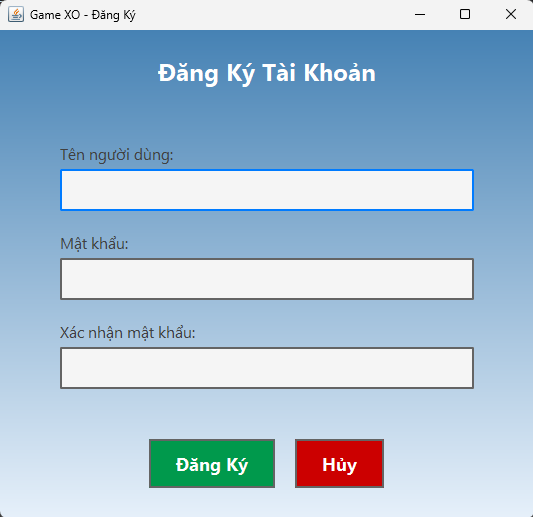 Game XO - Đăng Ký
Đăng Ký Tài Khoản
Tên người dùng:
Mật khẩu:
Xác nhận mật khẩu:
Đăng Ký
Hủy